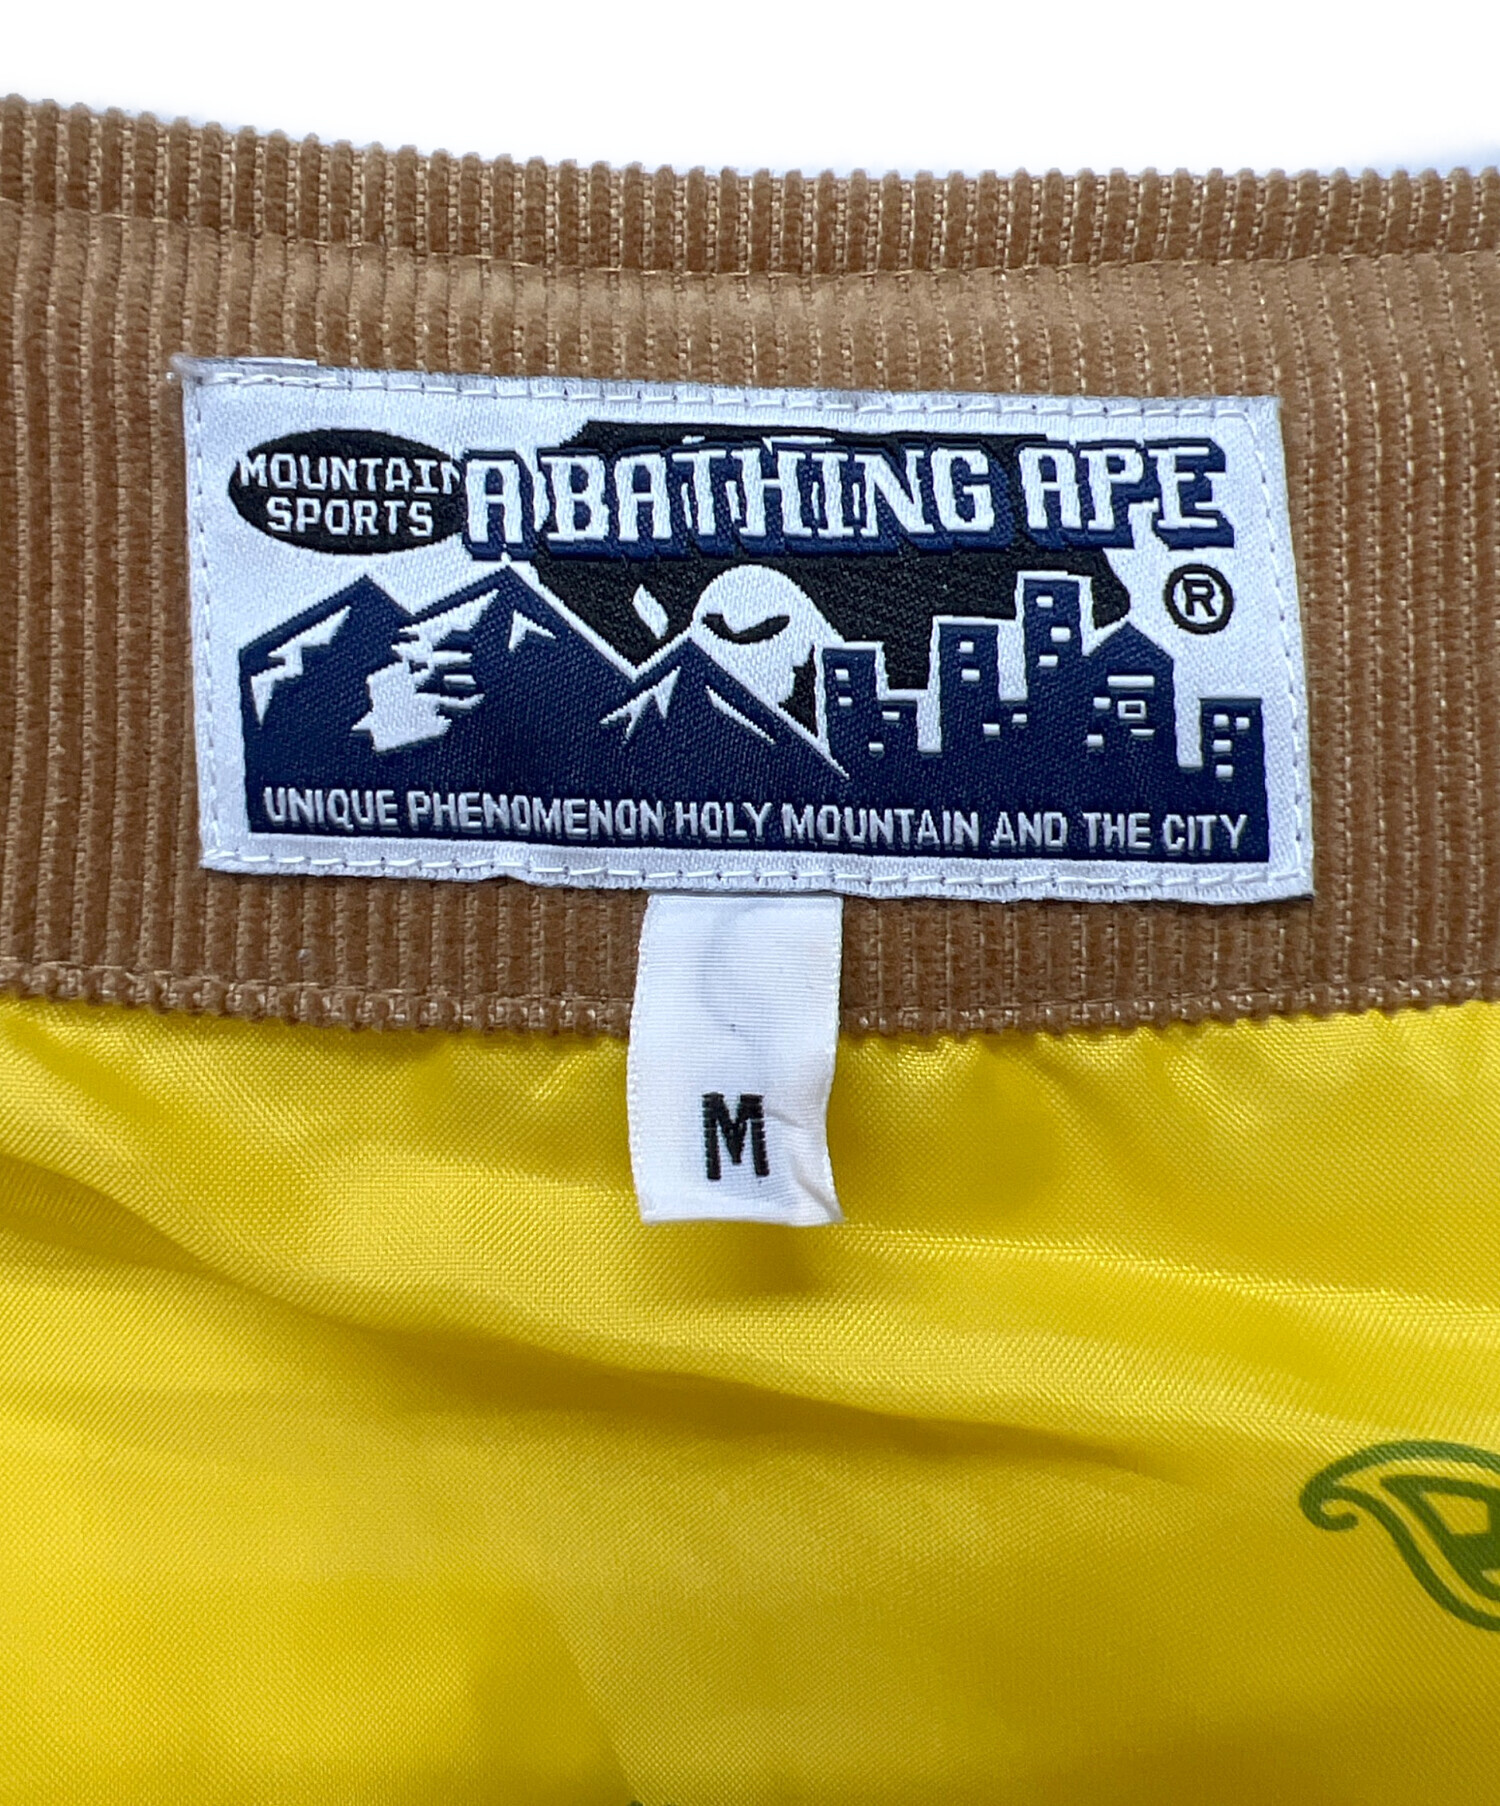 MOUNTAIN
SPORTS
A BATHING APE
®
UNIQUE PHENOMENON HOLY MOUNTAIN AND THE CITY
M